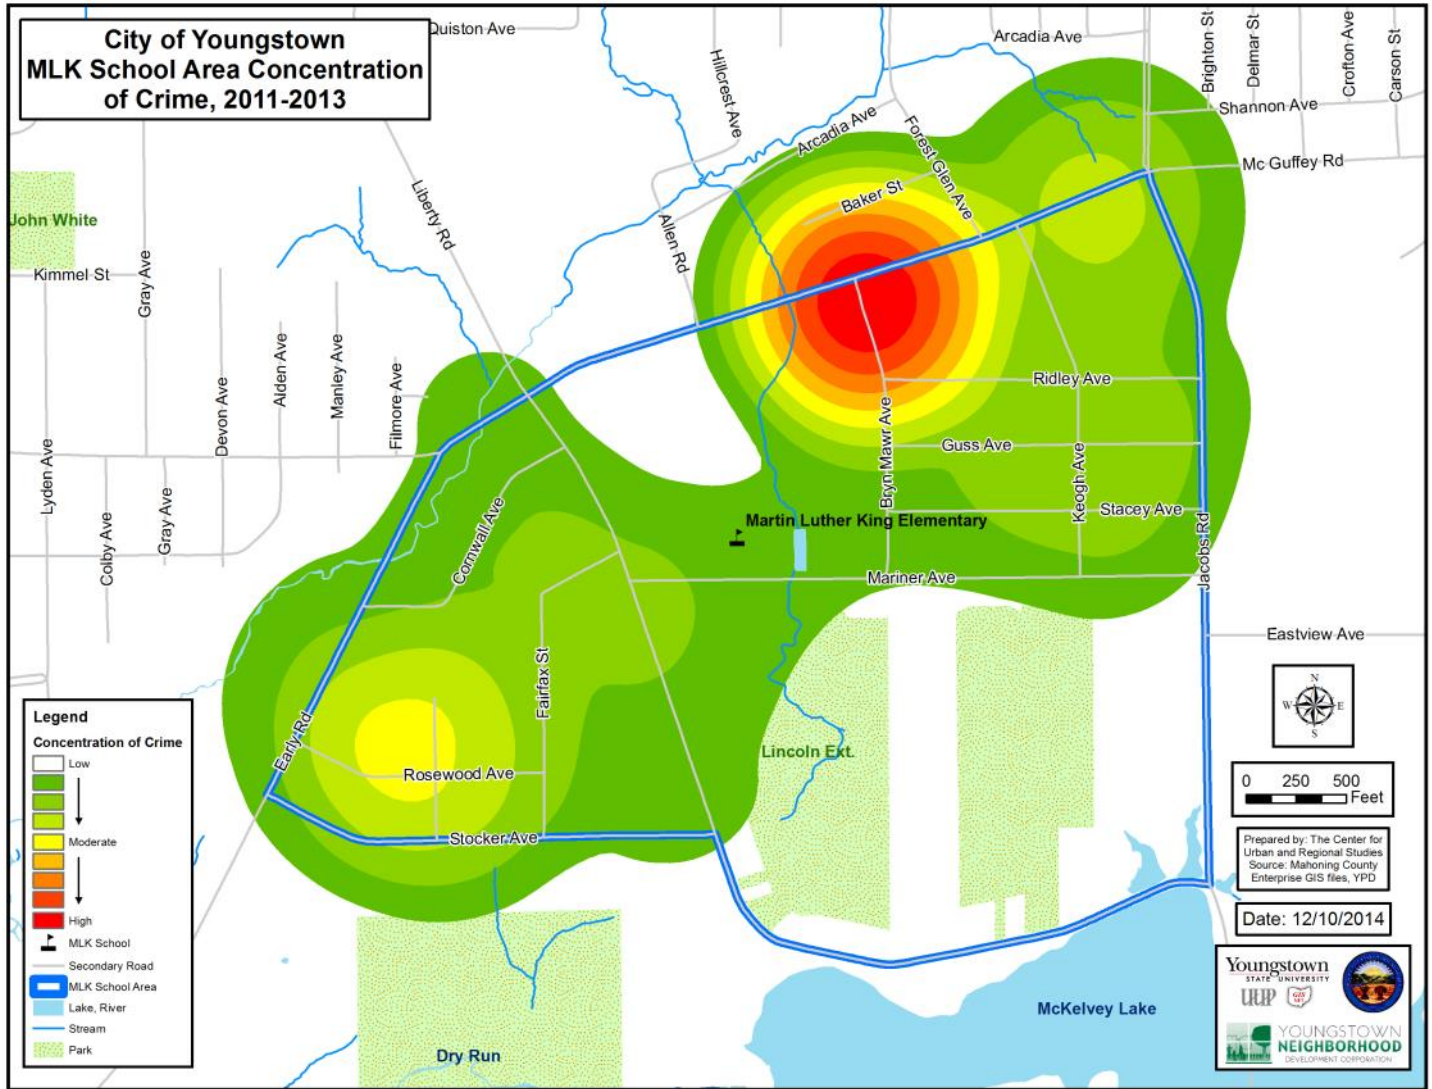 City of Youngstown
MLK School Area Concentration
of Crime, 2011-2013
Quiston Ave
Arcadia Ave
Hillcrest Ave
Brighton St
Delmar St
Crofton Ave
Carson St
Shannon Ave
Mc Guffey Rd
Arcadia Ave
Forest Glen Ave
Baker St
Liberty Rd
Allen Rd
John White
Kimmel St
Gray Ave
Alden Ave
Manley Ave
Filmore Ave
Devon Ave
Lyden Ave
Colby Ave
Gray Ave
Ridley Ave
Bryn Mawr Ave
Guss Ave
Keogh Ave
Stacey Ave
Jacobs Rd
Cornwall Ave
Martin Luther King Elementary
Mariner Ave
Eastview Ave
Fairfax St
Early Rd
Rosewood Ave
Stocker Ave
Lincoln Ext.
McKelvey Lake
Dry Run
Legend
Concentration of Crime
Low
Moderate
High
MLK School
Secondary Road
MLK School Area
Lake, River
Stream
Park
N
W E
S
0 250 500
Feet
Prepared by: The Center for
Urban and Regional Studies
Source: Mahoning County
Enterprise GIS files, YPD
Date: 12/10/2014
Youngstown
STATE UNIVERSITY
YOUNGSTOWN
NEIGHBORHOOD
DEVELOPMENT CORPORATION